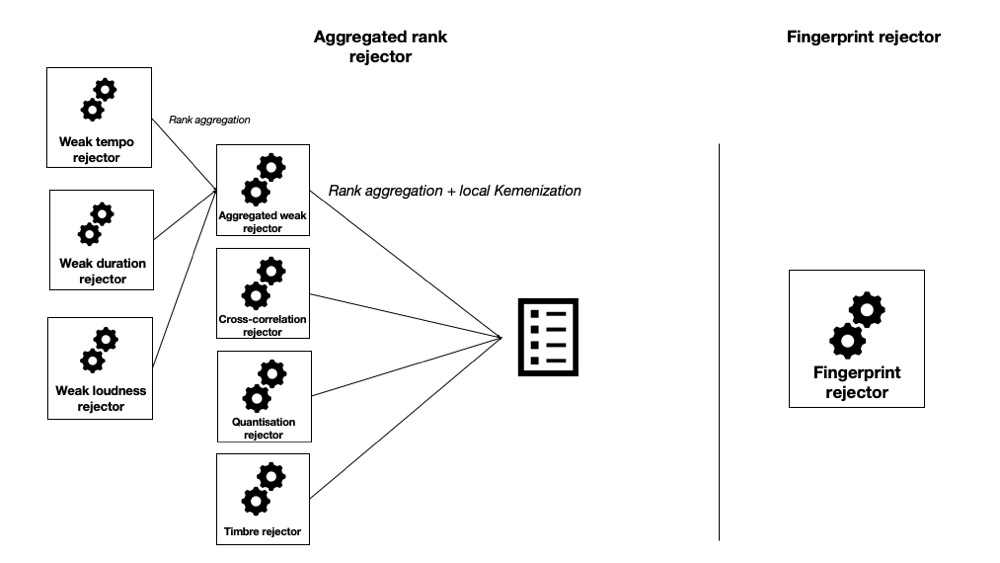 Aggregated rank
rejector
Fingerprint rejector
Weak tempo
rejector
Rank aggregation
Weak duration
rejector
Weak loudness
rejector
Aggregated weak
rejector
Rank aggregation + local Kemenization
Cross-correlation
rejector
Quantisation
rejector
Timbre rejector
Fingerprint
rejector